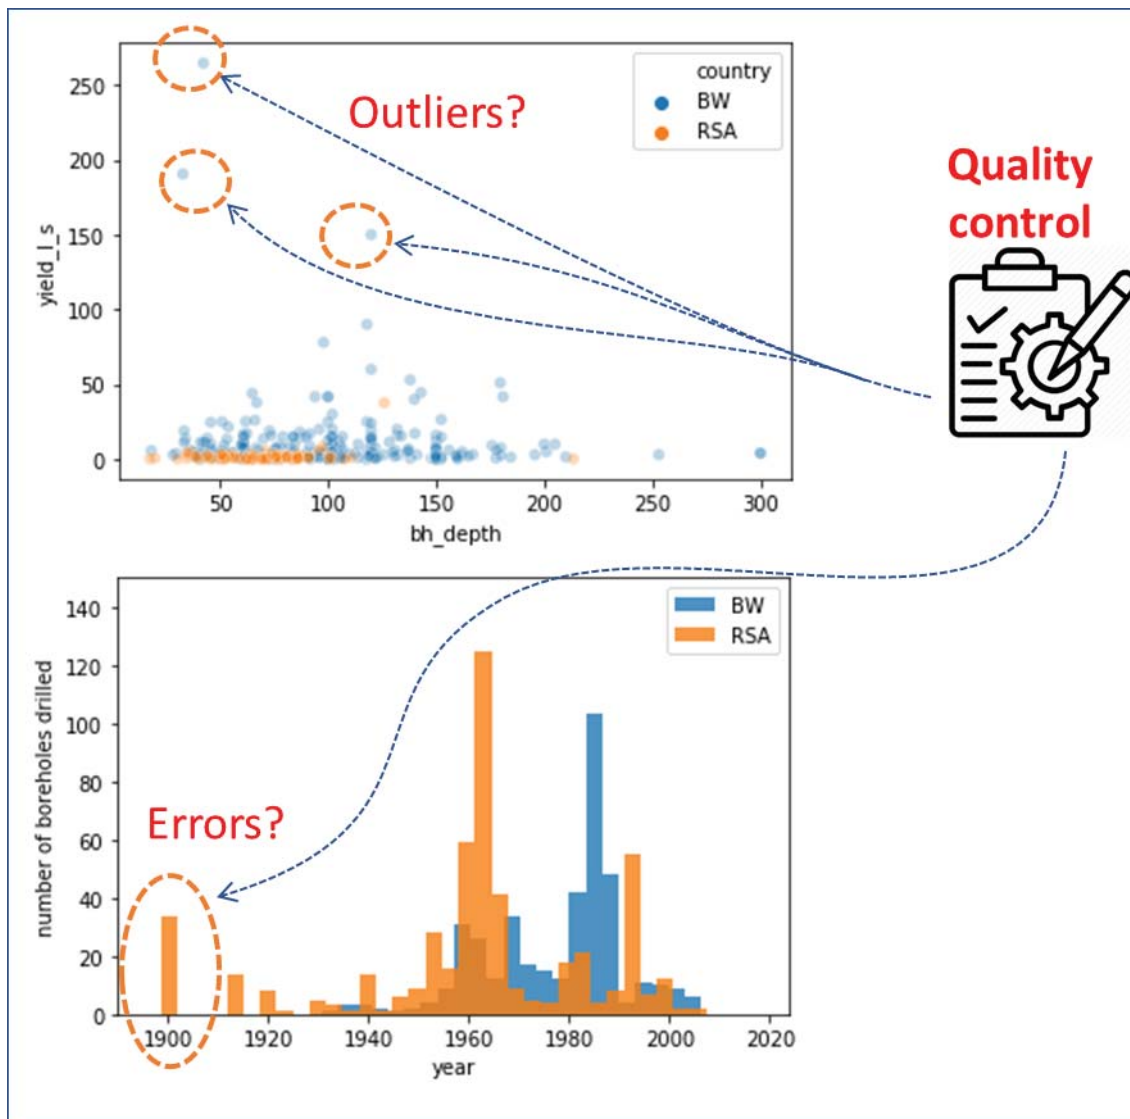 250
200
150
100
50
0
yield_l_s
Outliers?
country
BW
RSA
50
100
150
200
250
300
bh_depth
Quality
control
140
120
100
80
60
40
20
0
number of boreholes drilled
BW
RSA
Errors?
1900
1920
1940
1960
1980
2000
2020
year